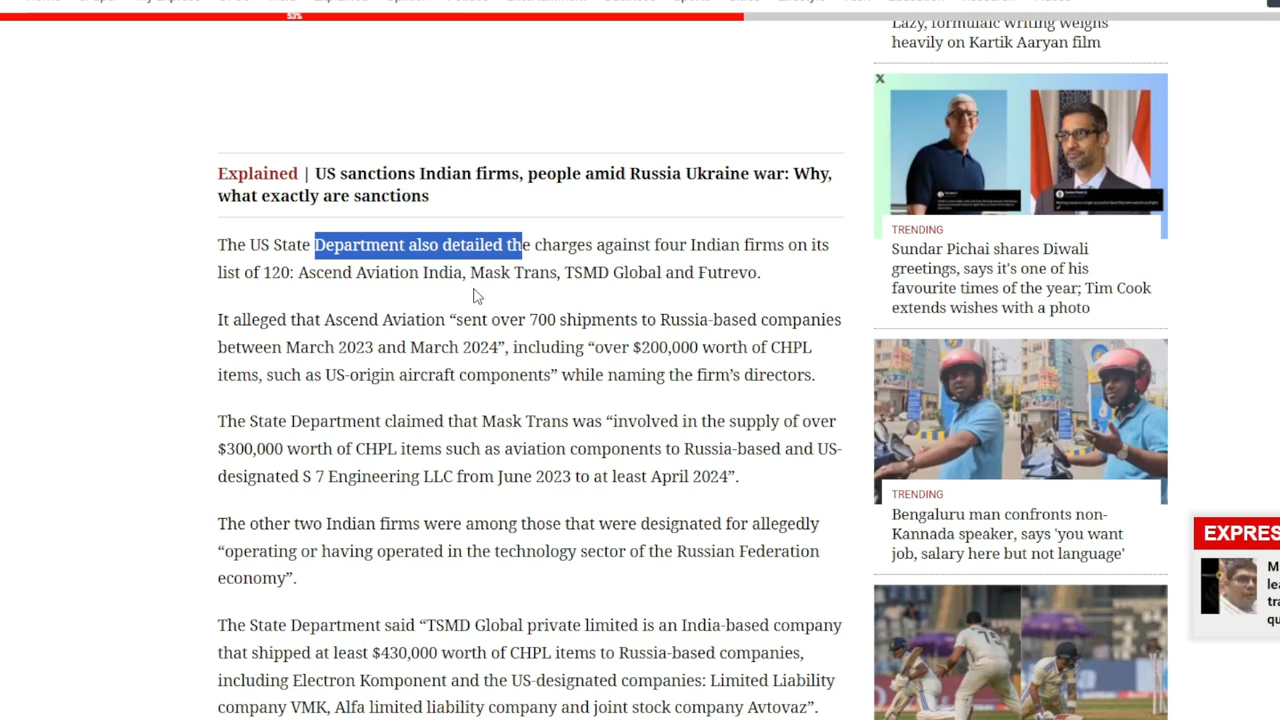 53%
Lazy, formulaic writing weighs
heavily on Kartik Aaryan film
Explained | US sanctions Indian firms, people amid Russia Ukraine war: Why,
what exactly are sanctions
The US State Department also detailed the charges against four Indian firms on its
list of 120: Ascend Aviation India, Mask Trans, TSMD Global and Futrevo.
It alleged that Ascend Aviation “sent over 700 shipments to Russia-based companies
between March 2023 and March 2024”, including “over $200,000 worth of CHPL
items, such as US-origin aircraft components” while naming the firm’s directors.
The State Department claimed that Mask Trans was “involved in the supply of over
$300,000 worth of CHPL items such as aviation components to Russia-based and US-
designated S 7 Engineering LLC from June 2023 to at least April 2024”.
The other two Indian firms were among those that were designated for allegedly
“operating or having operated in the technology sector of the Russian Federation
economy”.
The State Department said “TSMD Global private limited is an India-based company
that shipped at least $430,000 worth of CHPL items to Russia-based companies,
including Electron Komponent and the US-designated companies: Limited Liability
company VMK, Alfa limited liability company and joint stock company Avtovaz”.
TRENDING
Sundar Pichai shares Diwali
greetings, says it's one of his
favourite times of the year; Tim Cook
extends wishes with a photo
TRENDING
Bengaluru man confronts non-
Kannada speaker, says 'you want
job, salary here but not language'
EXPRES
M
lea
tra
qu